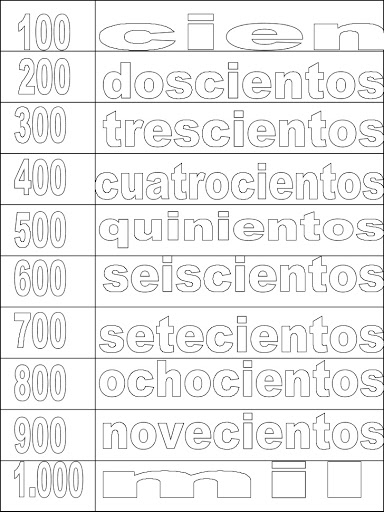 100 cien
200 doscientos
300 trescientos
400 cuatrocientos
500 quinientos
600 seiscientos
700 setecientos
800 ochocientos
900 novecientos
1.000 mil